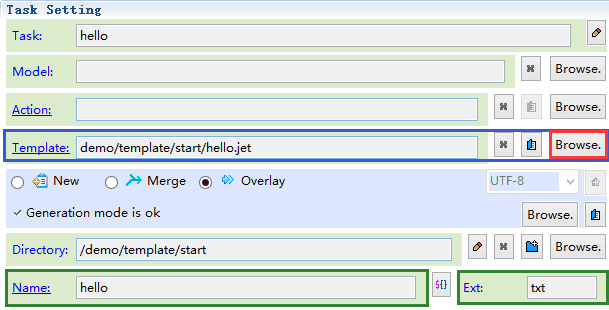 Task Setting
Task: hello
Model: Browse.
Action: Browse.
Template: demo/template/start/hello.jet Browse.
New Merge Overlay UTF-8
✓ Generation mode is ok Browse.
Directory: /demo/template/start Browse.
Name: hello §{} Ext: txt